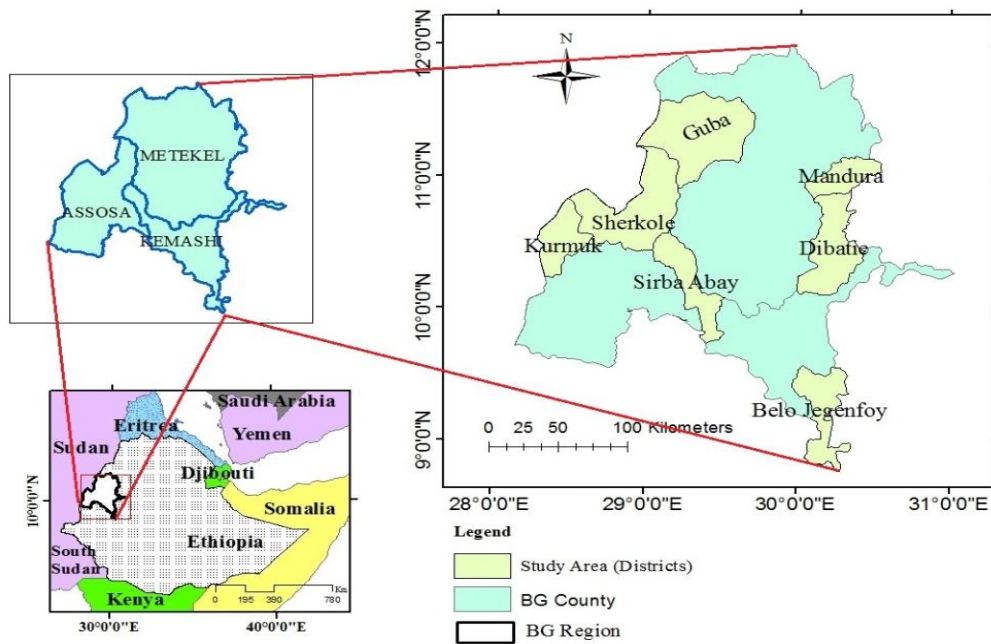 METEKEL
ASSOSA
KEMASHI
N
12°0'0"N
11°0'0"N
10°0'0"N
9°0'0"N
Guba
Mandura
Sherkole
Kurmuk
Dibatie
Sirba Abay
Belo Jegenfoy
0 25 50 100 Kilometers
28°0'0"E 29°0'0"E 30°0'0"E 31°0'0"E
Saudi Arabia
Eritrea
Yemen
Sudan
Djibouti
10°0'0"N
Somalia
Ethiopia
South
Sudan
Kenya
Km
0 195 390 780
30°0'0"E 40°0'0"E
Legend
Study Area (Districts)
BG County
BG Region